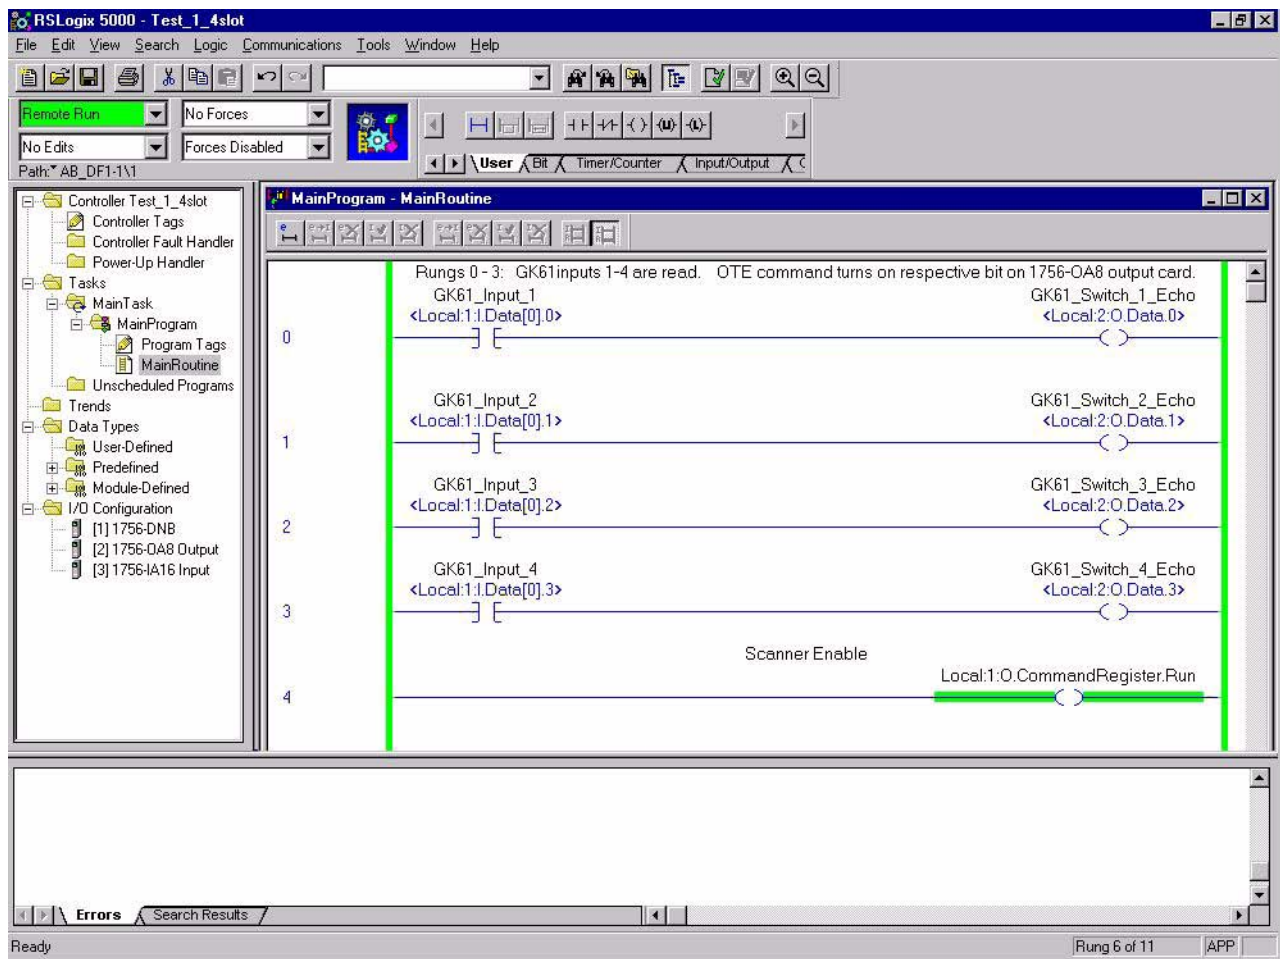 RSLogix 5000 - Test_1_4slot
File Edit View Search Logic Communications Tools Window Help
Remote Run
No Forces
No Edits
Forces Disabled
Path:* AB_DF1-1\1
User Bit Timer/Counter Input/Output
Controller Test_1_4slot
Controller Tags
Controller Fault Handler
Power-Up Handler
Tasks
MainTask
MainProgram
Program Tags
MainRoutine
Unscheduled Programs
Trends
Data Types
User-Defined
Predefined
Module-Defined
I/O Configuration
[1] 1756-DNB
[2] 1756-OA8 Output
[3] 1756-IA16 Input
MainProgram - MainRoutine
Rungs 0 - 3: GK61inputs 1-4 are read. OTE command turns on respective bit on 1756-OA8 output card.
GK61_Input_1 GK61_Switch_1_Echo
<Local:1:I.Data[0].0> <Local:2:O.Data.0>
0
GK61_Input_2 GK61_Switch_2_Echo
<Local:1:I.Data[0].1> <Local:2:O.Data.1>
1
GK61_Input_3 GK61_Switch_3_Echo
<Local:1:I.Data[0].2> <Local:2:O.Data.2>
2
GK61_Input_4 GK61_Switch_4_Echo
<Local:1:I.Data[0].3> <Local:2:O.Data.3>
3
Scanner Enable
Local:1:O.CommandRegister.Run
4
Errors Search Results
Ready
Rung 6 of 11
APP